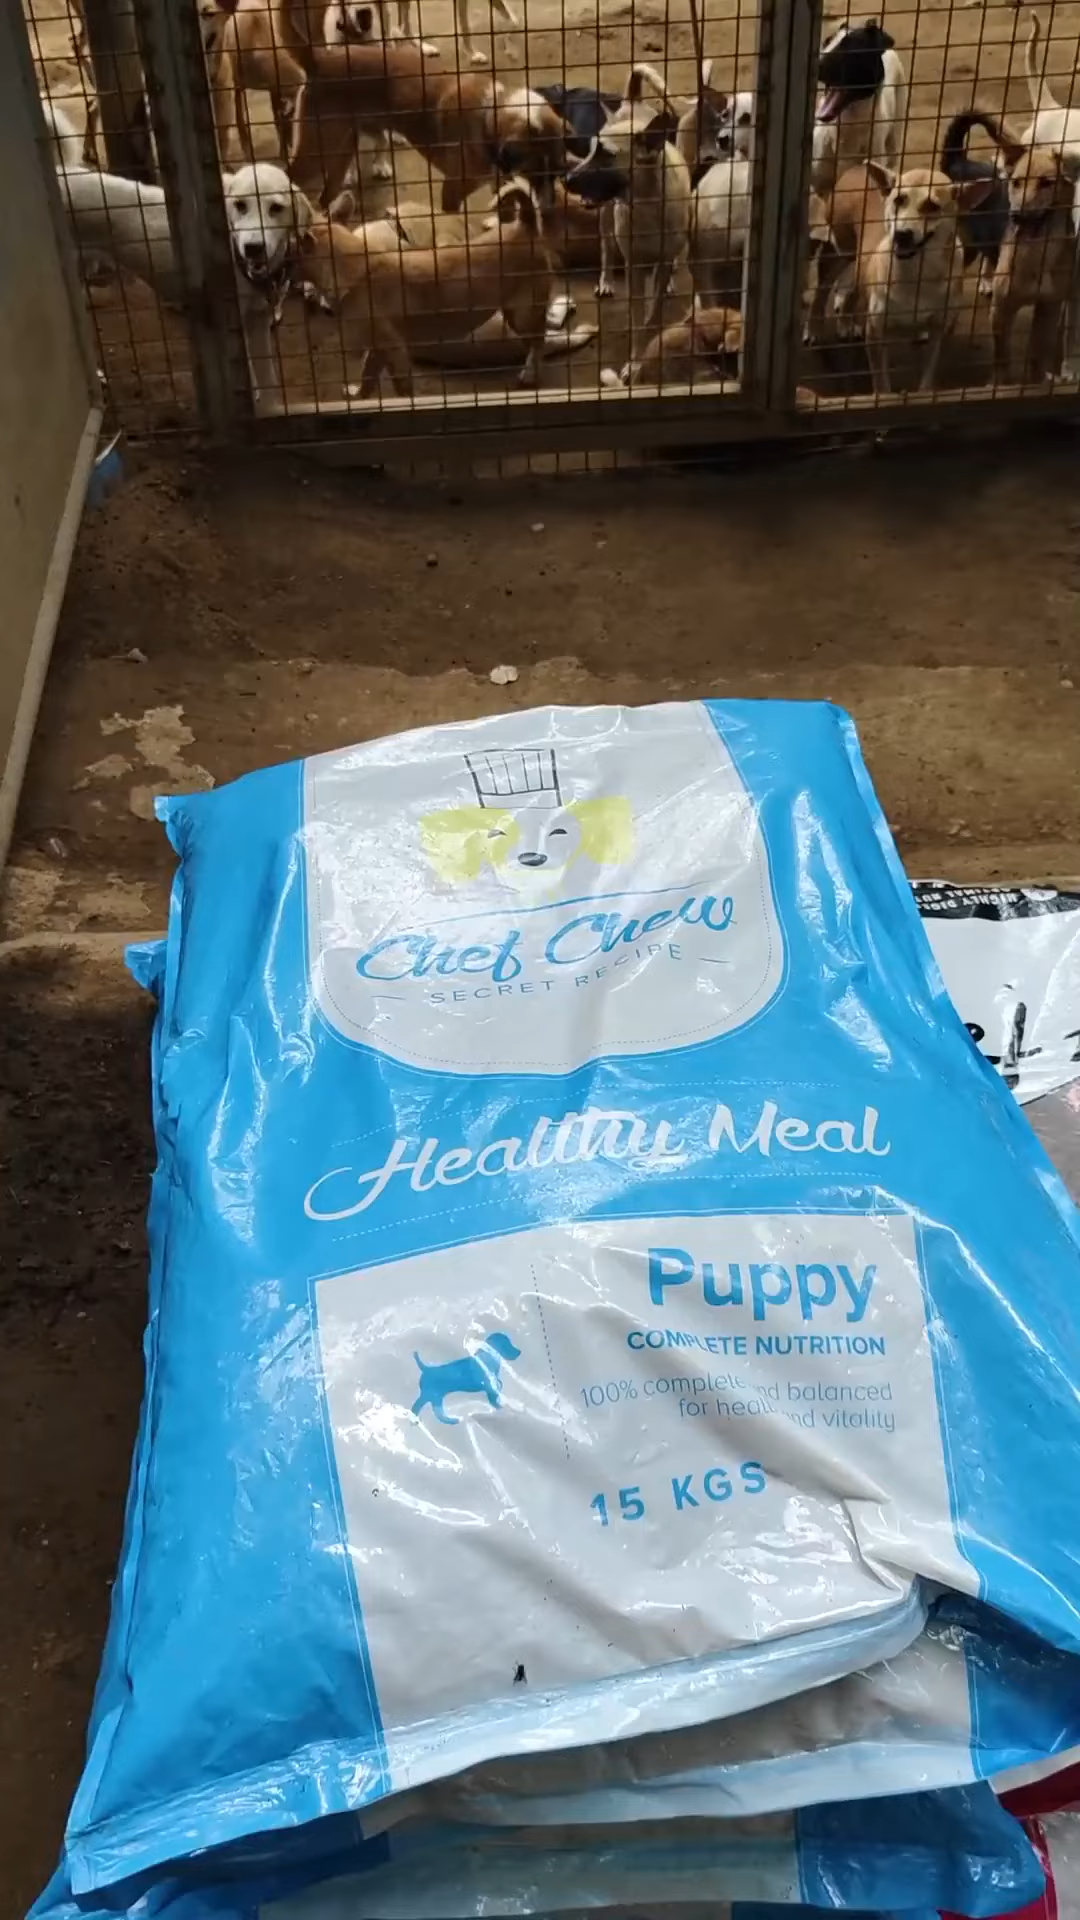 Chef Chew
SECRET RECIPE
Healthy Meal
Puppy
COMPLETE NUTRITION
100% complete and balanced
for health and vitality
15 KGS
HIGHLY